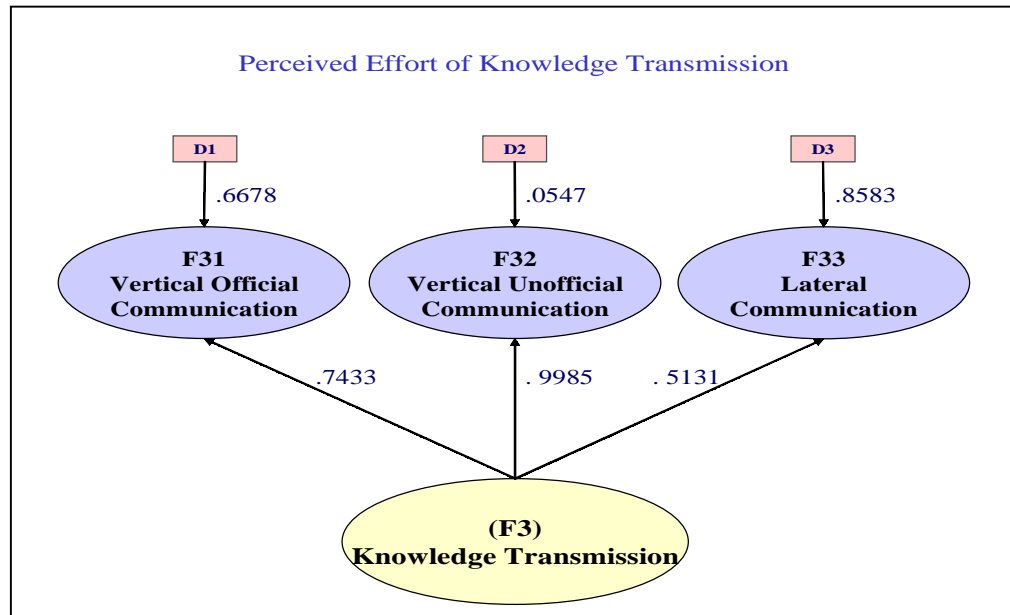 Perceived Effort of Knowledge Transmission
D1
D2
D3
.6678
.0547
.8583
F31
Vertical Official
Communication
F32
Vertical Unofficial
Communication
F33
Lateral
Communication
.7433
. 9985
. 5131
(F3)
Knowledge Transmission